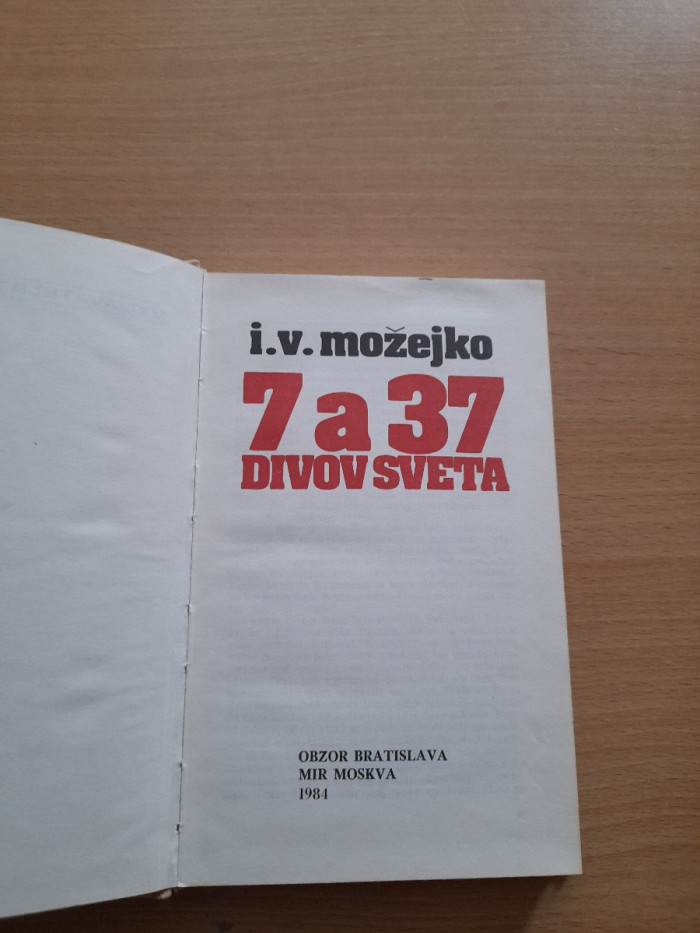 i.v. možejko
7 a 37
DIVOV SVETA
OBZOR BRATISLAVA
MIR MOSKVA
1984